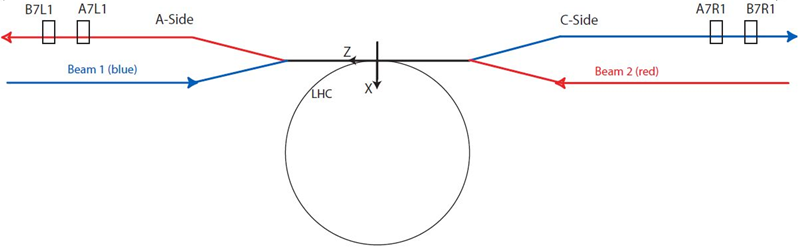 B7L1 A7L1 A-Side C-Side A7R1 B7R1
Z
Beam 1 (blue) X Beam 2 (red)
LHC